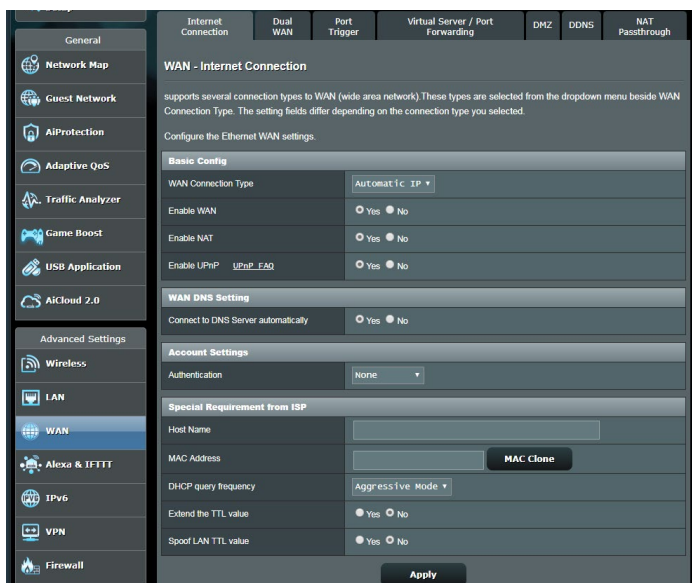 Internet Connection
Dual WAN
Port Trigger
Virtual Server / Port Forwarding
DMZ
DDNS
NAT Passthrough
General
Network Map
Guest Network
AiProtection
Adaptive QoS
Traffic Analyzer
Game Boost
USB Application
AiCloud 2.0
Advanced Settings
Wireless
LAN
WAN
Alexa & IFTTT
IPv6
VPN
Firewall
WAN - Internet Connection
supports several connection types to WAN (wide area network).These types are selected from the dropdown menu beside WAN
Connection Type. The setting fields differ depending on the connection type you selected.
Configure the Ethernet WAN settings.
Basic Config
WAN Connection Type Automatic IP
Enable WAN Yes No
Enable NAT Yes No
Enable UPnP UPnP FAQ Yes No
WAN DNS Setting
Connect to DNS Server automatically Yes No
Account Settings
Authentication None
Special Requirement from ISP
Host Name
MAC Address MAC Clone
DHCP query frequency Aggressive Mode
Extend the TTL value Yes No
Spoof LAN TTL value Yes No
Apply